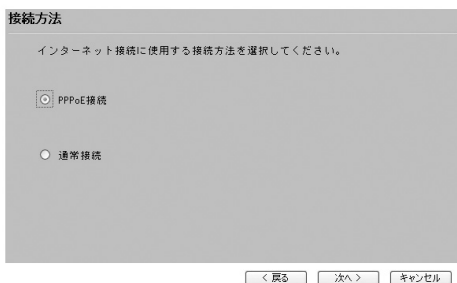 接続方法
インターネット接続に使用する接続方法を選択してください。
PPPoE接続
通常接続
< 戻る 次へ > キャンセル